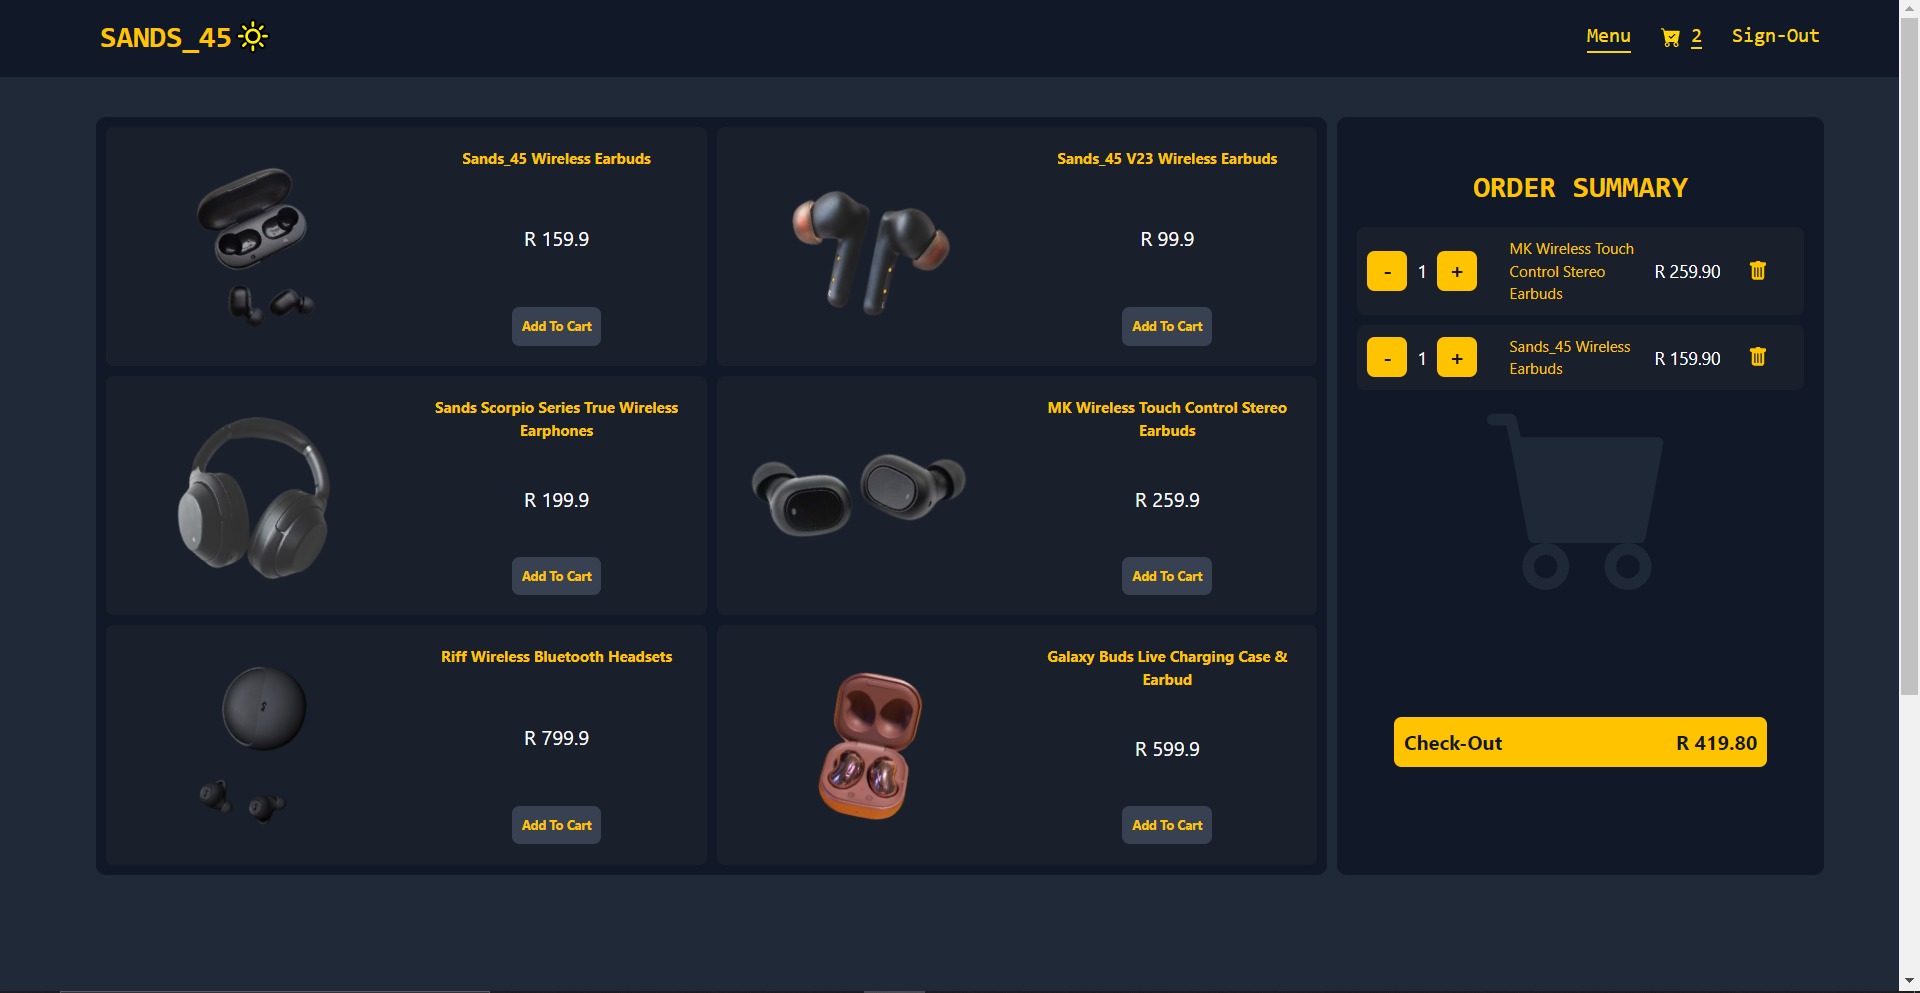 SANDS_45
Menu
2
Sign-Out
Sands_45 Wireless Earbuds
R 159.9
Add To Cart
Sands_45 V23 Wireless Earbuds
R 99.9
Add To Cart
Sands Scorpio Series True Wireless
Earphones
R 199.9
Add To Cart
MK Wireless Touch Control Stereo
Earbuds
R 259.9
Add To Cart
Riff Wireless Bluetooth Headsets
R 799.9
Add To Cart
Galaxy Buds Live Charging Case &
Earbud
R 599.9
Add To Cart
ORDER SUMMARY
- 1 +
MK Wireless Touch
Control Stereo
Earbuds
R 259.90
- 1 +
Sands_45 Wireless
Earbuds
R 159.90
Check-Out R 419.80